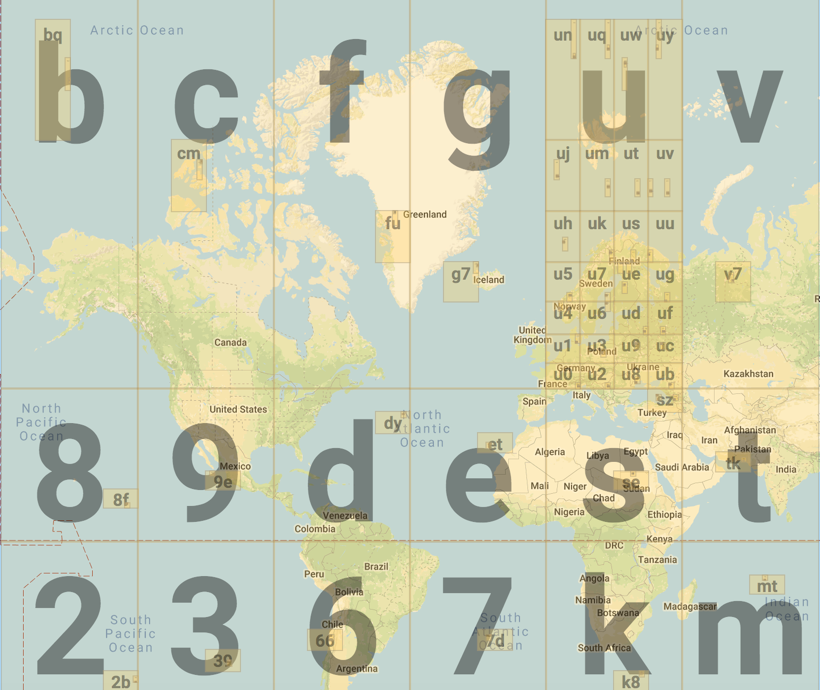 Arctic Ocean
Arctic Ocean
bq
un
uq
uw
uy
b
c
f
g
u
v
cm
uj
um
ut
uv
fu
Greenland
uh
uk
us
uu
Finland
g7
Iceland
u5
u7
ue
ug
v7
Sweden
Norway
u4
u6
ud
uf
United
Kingdom
Canada
u1
u3
u9
uc
Poland
Germany
Ukraine
u0
u2
u8
ub
France
Kazakhstan
Spain
Italy
sz
Turkey
North
Pacific
Ocean
United States
dy
North
Atlantic
Ocean
et
Algeria
Libya
Egypt
Iraq
Iran
Afghanistan
Pakistan
tk
India
Saudi Arabia
8
9
d
e
s
t
Mexico
9e
8f
Mali
Niger
Chad
se
Sudan
Nigeria
Ethiopia
Venezuela
Colombia
Kenya
DRC
Tanzania
Peru
Brazil
Angola
mt
Bolivia
Namibia
Botswana
Madagascar
Indian
Ocean
2
3
6
7
k
m
South
Pacific
Ocean
Chile
66
South
Atlantic
Ocean
7d
South Africa
39
Argentina
2b
k8
R